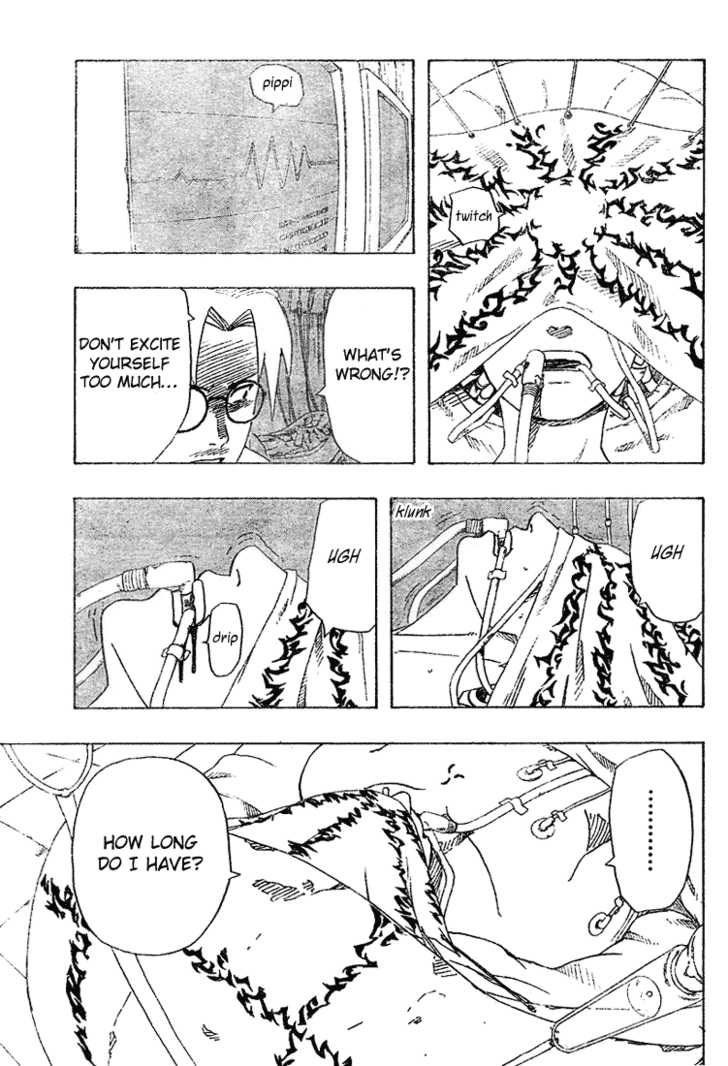 twitch
pippi
WHAT'S
WRONG!?
DON'T EXCITE
YOURSELF
TOO MUCH...
klunk
UGH
UGH
drip
.........
HOW LONG
DO I HAVE?